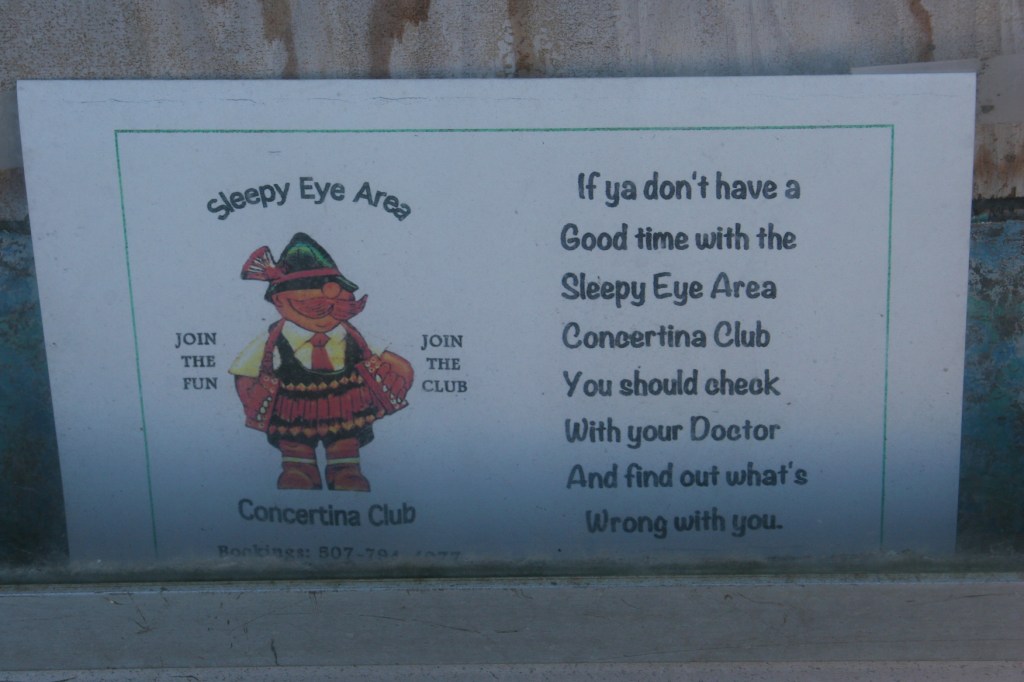 Sleepy Eye Area
JOIN
THE
FUN
JOIN
THE
CLUB
Concertina Club
Bookings:
If ya don't have a
Good time with the
Sleepy Eye Area
Concertina Club
You should check
With your Doctor
And find out what's
Wrong with you.